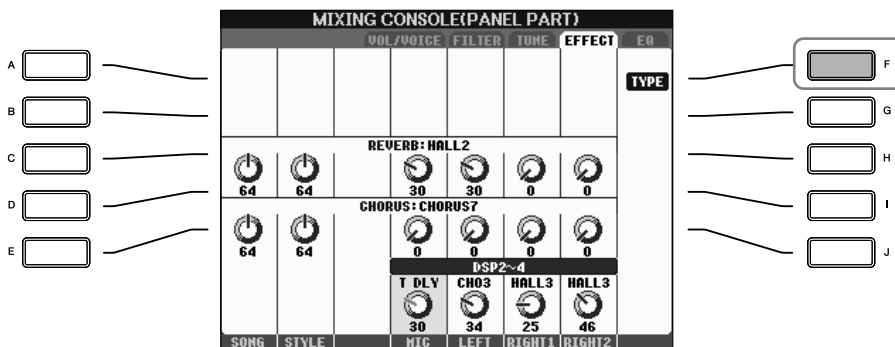 MIXING CONSOLE(PANEL PART)
VOL/VOICE FILTER TUNE EFFECT EQ
A
F
TYPE
B
G
REVERB:HALL2
C
H
64 64 30 30 0 0
D
I
CHORUS:CHORUS7
E
J
64 64 0 0 0 0
DSP2~4
T DLY CHO3 HALL3 HALL3
30 34 25 46
SONG STYLE MIC LEFT RIGHT1 RIGHT2